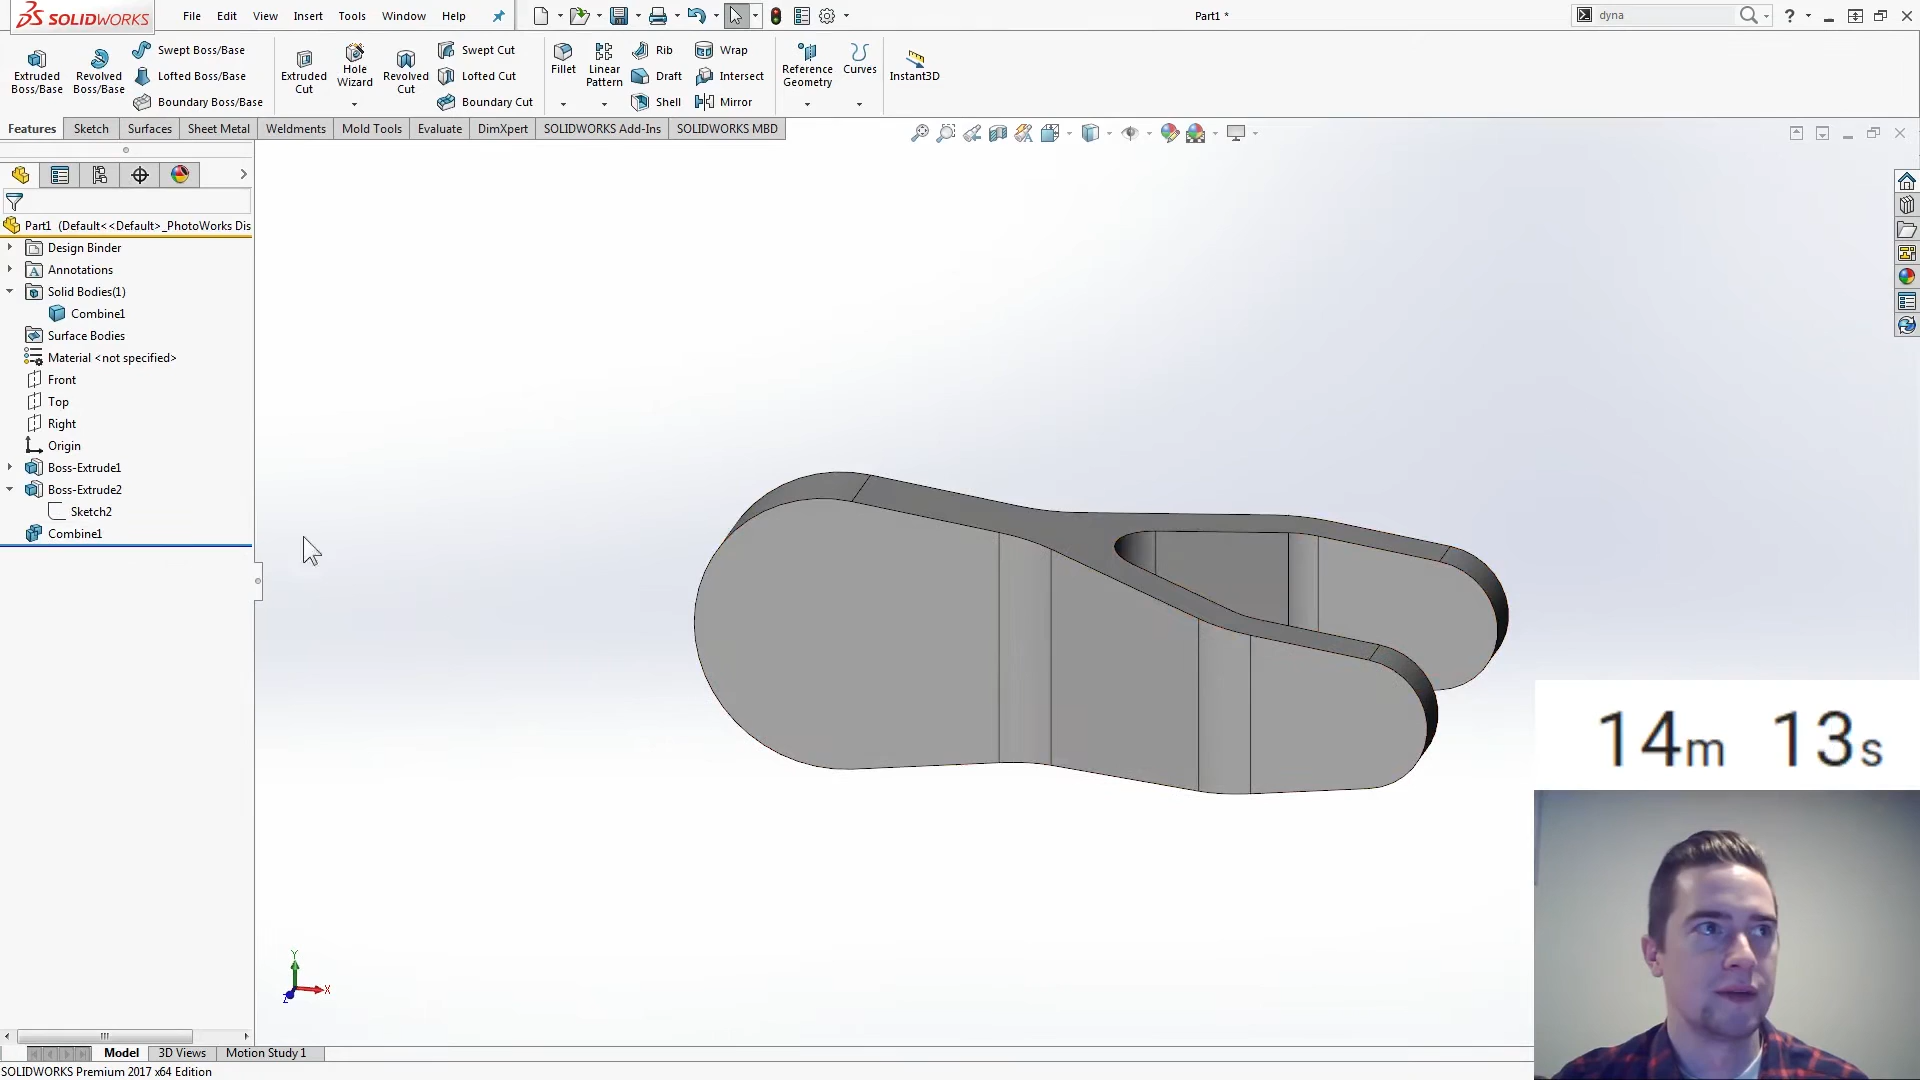 SOLIDWORKS
File Edit View Insert Tools Window Help
Part1 *
dyna
?
Extruded Boss/Base
Revolved Boss/Base
Swept Boss/Base
Lofted Boss/Base
Boundary Boss/Base
Extruded Cut
Hole Wizard
Revolved Cut
Swept Cut
Lofted Cut
Boundary Cut
Fillet
Linear Pattern
Rib
Draft
Shell
Wrap
Intersect
Mirror
Reference Geometry
Curves
Instant3D
Features Sketch Surfaces Sheet Metal Weldments Mold Tools Evaluate DimXpert SOLIDWORKS Add-Ins SOLIDWORKS MBD
Part1 (Default<<Default>_PhotoWorks Dis
Design Binder
Annotations
Solid Bodies(1)
Combine1
Surface Bodies
Material <not specified>
Front
Top
Right
Origin
Boss-Extrude1
Boss-Extrude2
Sketch2
Combine1
14m 13s
Y
X
Z
Model 3D Views Motion Study 1
SOLIDWORKS Premium 2017 x64 Edition